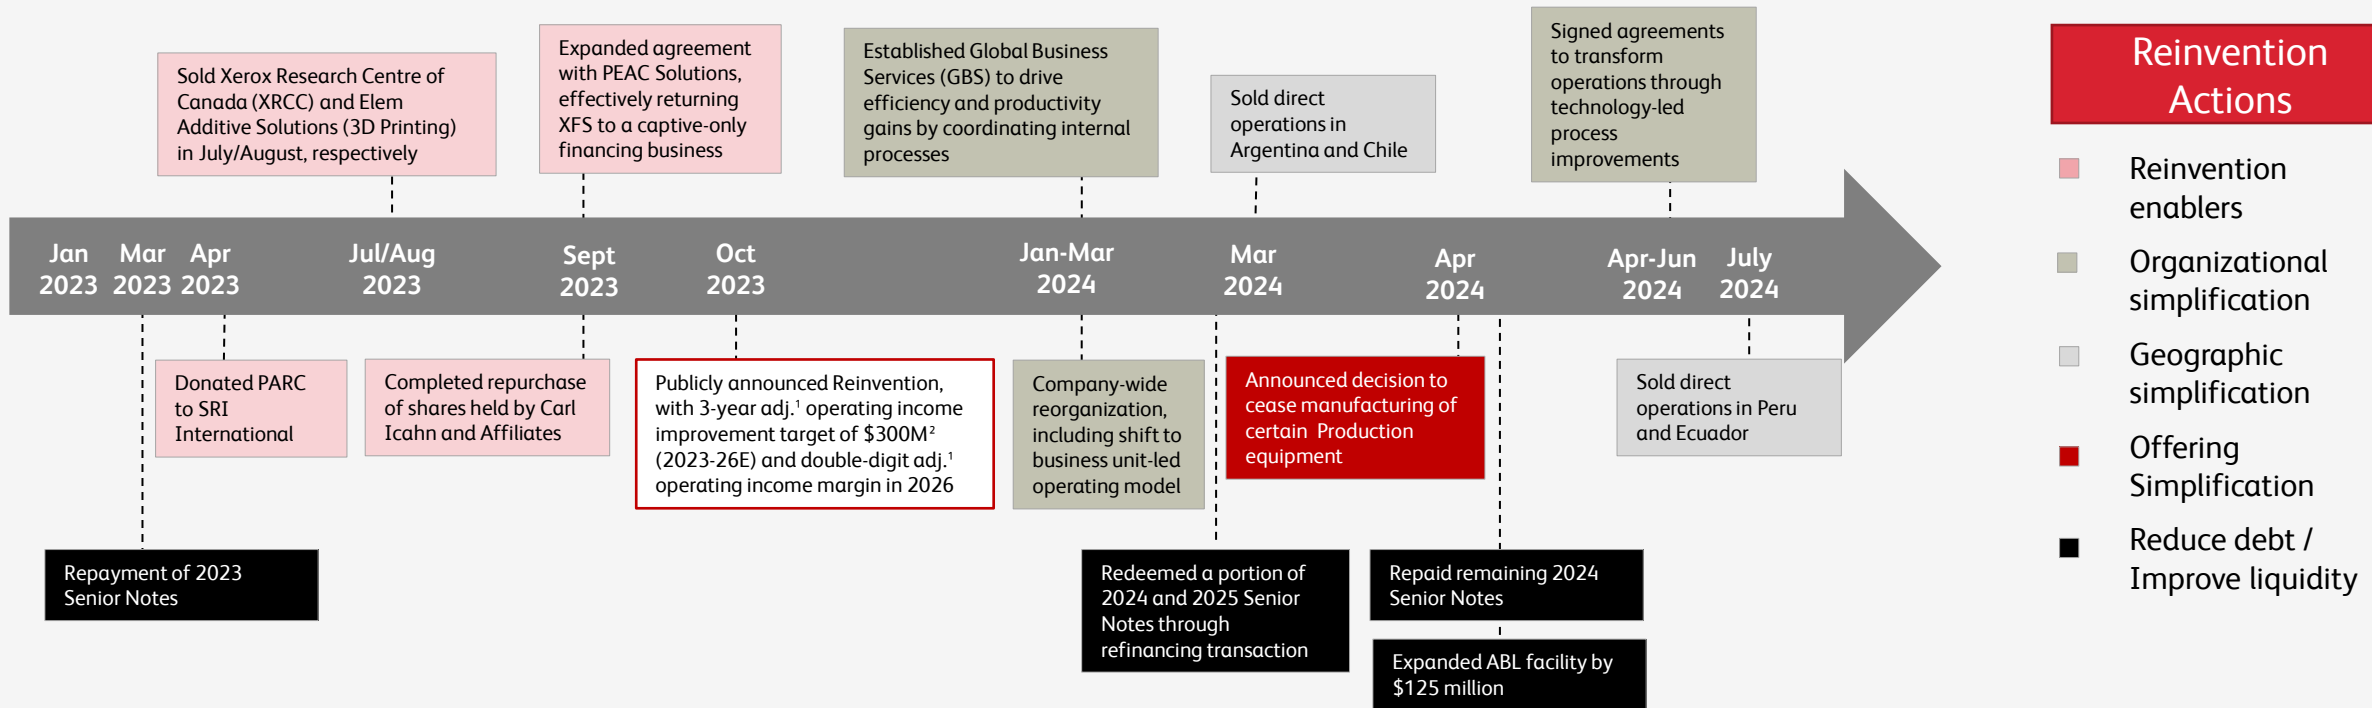 Sold Xerox Research Centre of
Canada (XRCC) and Elem
Additive Solutions (3D Printing)
in July/August, respectively
Expanded agreement
with PEAC Solutions,
effectively returning
XFS to a captive-only
financing business
Established Global Business
Services (GBS) to drive
efficiency and productivity
gains by coordinating internal
processes
Sold direct
operations in
Argentina and Chile
Signed agreements
to transform
operations through
technology-led
process
improvements
Jan
2023
Mar
2023
Apr
2023
Jul/Aug
2023
Sept
2023
Oct
2023
Jan-Mar
2024
Mar
2024
Apr
2024
Apr-Jun
2024
July
2024
Donated PARC
to SRI
International
Completed repurchase
of shares held by Carl
Icahn and Affiliates
Publicly announced Reinvention,
with 3-year adj.¹ operating income
improvement target of $300M²
(2023-26E) and double-digit adj.¹
operating income margin in 2026
Company-wide
reorganization,
including shift to
business unit-led
operating model
Announced decision to
cease manufacturing of
certain Production
equipment
Sold direct
operations in Peru
and Ecuador
Repayment of 2023
Senior Notes
Redeemed a portion of
2024 and 2025 Senior
Notes through
refinancing transaction
Repaid remaining 2024
Senior Notes
Expanded ABL facility by
$125 million
Reinvention
Actions
Reinvention
enablers
Organizational
simplification
Geographic
simplification
Offering
Simplification
Reduce debt /
Improve liquidity